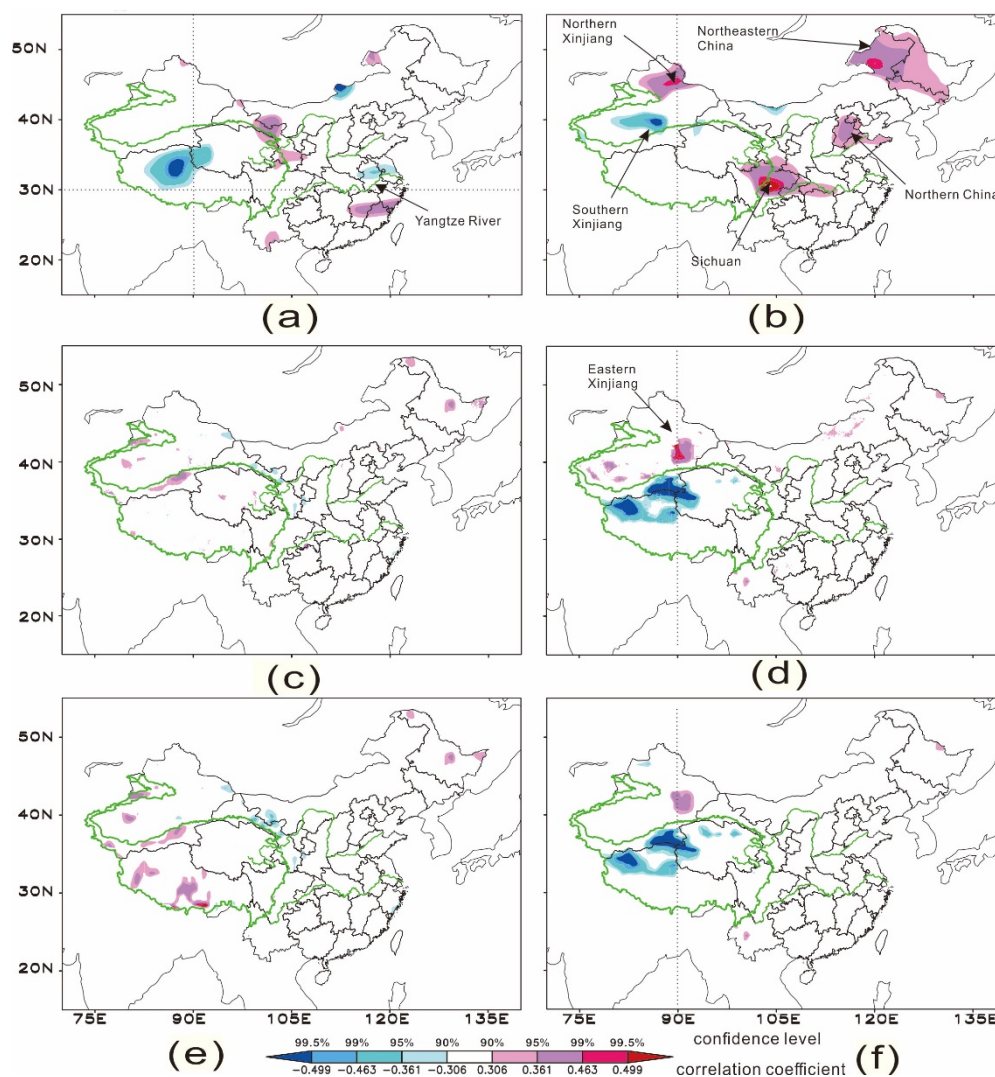 50N
40N
30N
20N
Yangtze River
(a)
Northern
Xinjiang
Northeastern
China
Southern
Xinjiang
Sichuan
Northern China
(b)
50N
40N
30N
20N
(c)
Eastern
Xinjiang
(d)
50N
40N
30N
20N
75E 90E 105E 120E 135E
75E 90E 105E 120E 135E
(e)
99.5% 99% 95% 90% 90% 95% 99% 99.5%
confidence level
-0.499 -0.463 -0.361 -0.306 0.306 0.361 0.463 0.499
correlation coefficient
(f)